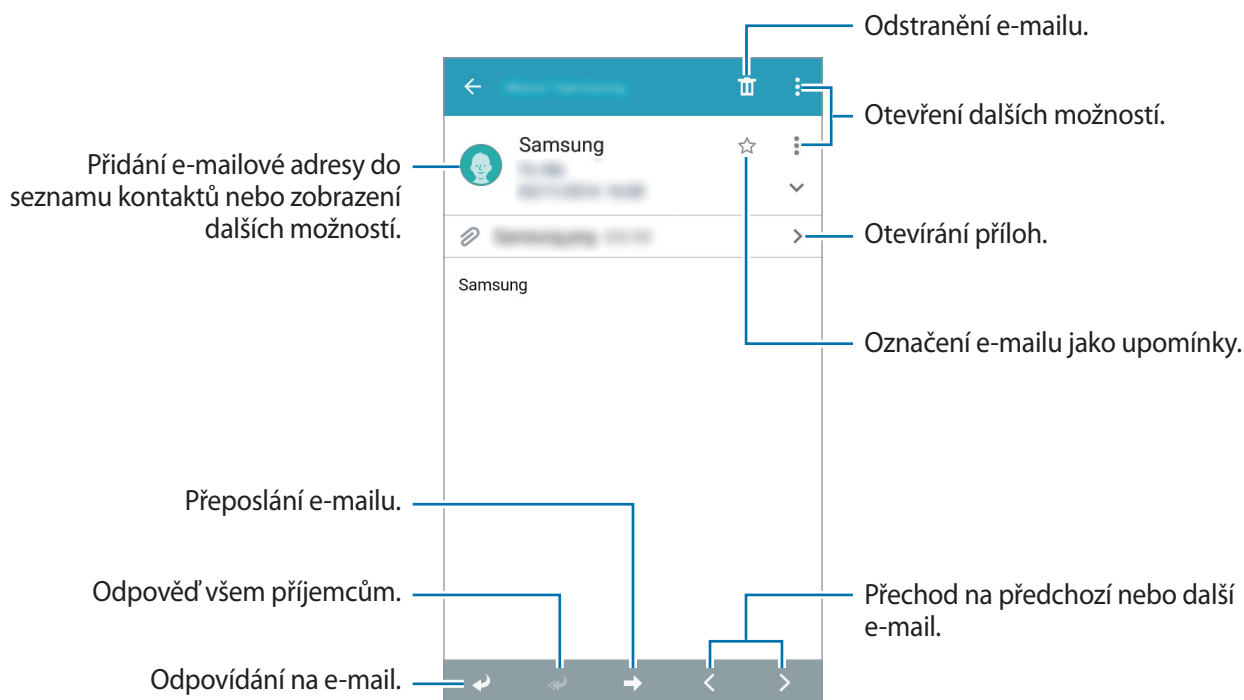 Odstranění e-mailu.
Otevření dalších možností.
Samsung
Přidání e-mailové adresy do
seznamu kontaktů nebo zobrazení
dalších možností.
Otevírání příloh.
Samsung
Označení e-mailu jako upomínky.
Přeposlání e-mailu.
Odpověď všem příjemcům.
Přechod na předchozí nebo další
e-mail.
Odpovídání na e-mail.